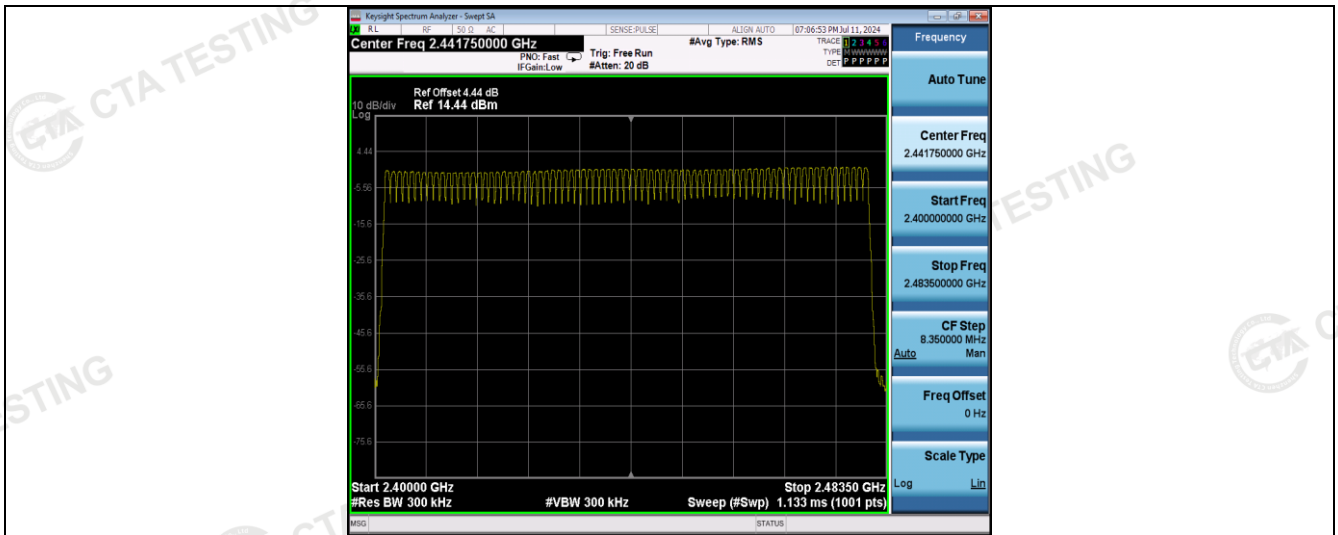 CTA TESTING
Keysight Spectrum Analyzer - Swept SA
RL RF 50 Ω AC SENSE:PULSE ALIGN AUTO 07:06:53 PM Jul 11, 2024
Center Freq 2.441750000 GHz
PNO: Fast
IFGain:Low
Trig: Free Run
#Atten: 20 dB
#Avg Type: RMS
TRACE 1 2 3 4 5 6
TYPE M WWWWW
DET P P P P P P
Ref Offset 4.44 dB
10 dB/div Ref 14.44 dBm
Log
4.44
-5.56
-15.6
-25.6
-35.6
-45.6
-55.6
-65.6
-75.6
Start 2.40000 GHz
Stop 2.48350 GHz
#Res BW 300 kHz #VBW 300 kHz Sweep (#Swp) 1.133 ms (1001 pts)
MSG STATUS
Frequency
Auto Tune
Center Freq
2.441750000 GHz
Start Freq
2.400000000 GHz
Stop Freq
2.483500000 GHz
CF Step
8.350000 MHz
Auto Man
Freq Offset
0 Hz
Scale Type
Log Lin
TESTING
CTA
STING
CT